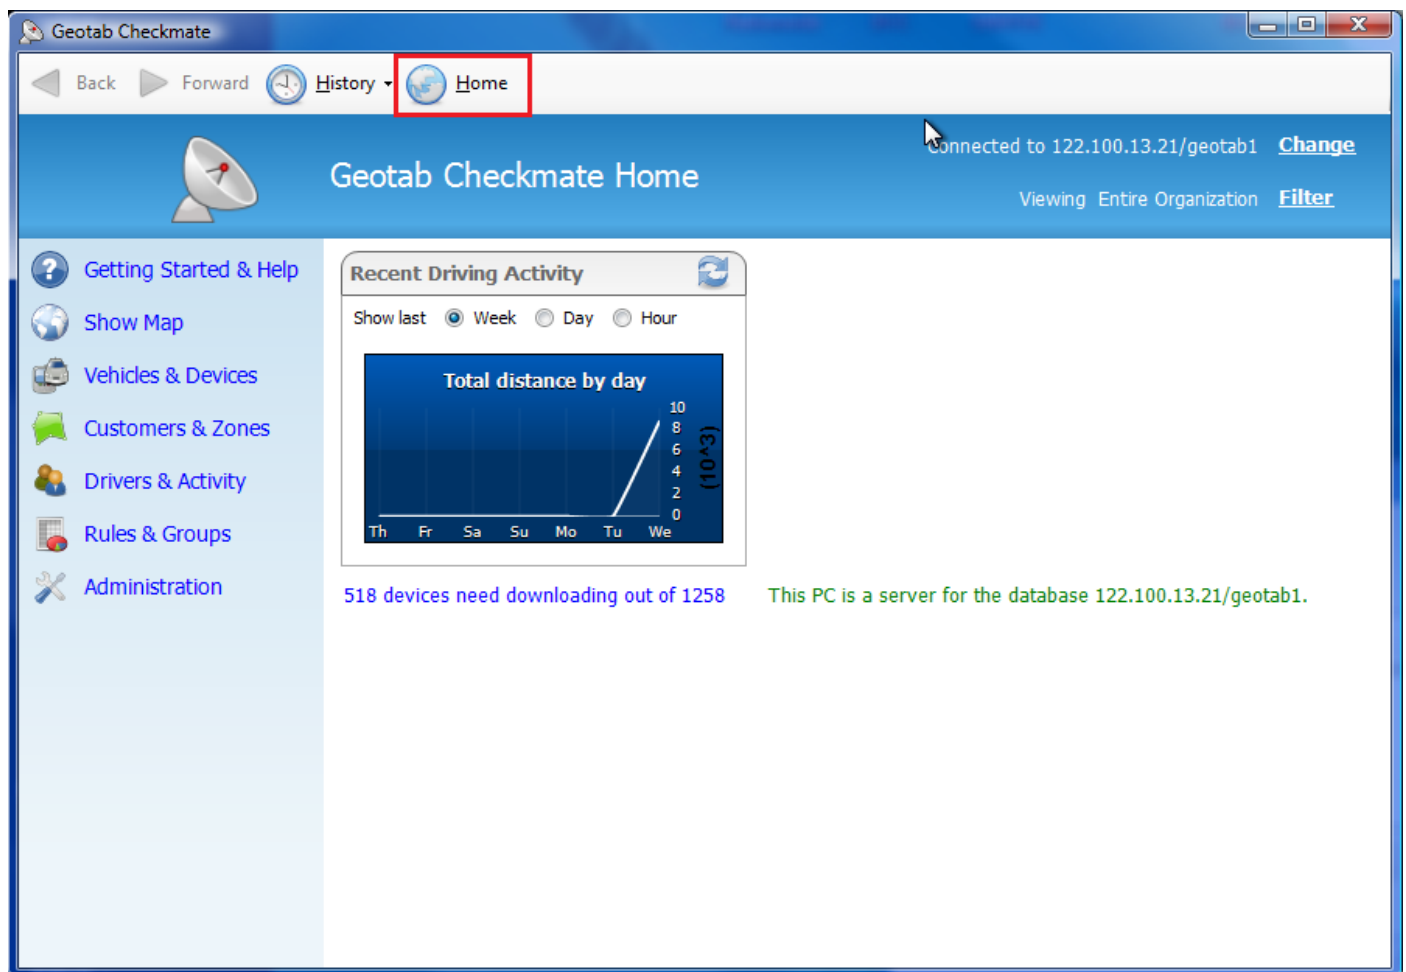 Geotab Checkmate
Back Forward History Home
Connected to 122.100.13.21/geotab1 Change
Geotab Checkmate Home
Viewing Entire Organization Filter
Getting Started & Help
Show Map
Vehicles & Devices
Customers & Zones
Drivers & Activity
Rules & Groups
Administration
Recent Driving Activity
Show last Week Day Hour
Total distance by day
10
8
6
4
2
0
(10^3)
Th Fr Sa Su Mo Tu We
518 devices need downloading out of 1258
This PC is a server for the database 122.100.13.21/geotab1.